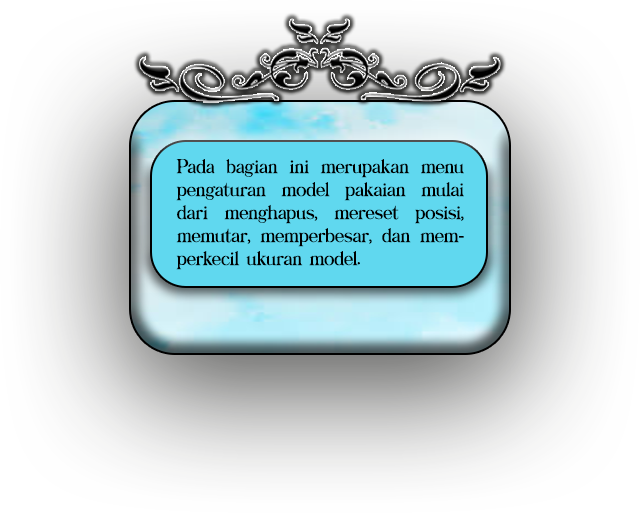 Pada bagian ini merupakan menu
pengaturan model pakaian mulai
dari menghapus, mereset posisi,
memutar, memperbesar, dan mem-
perkecil ukuran model.